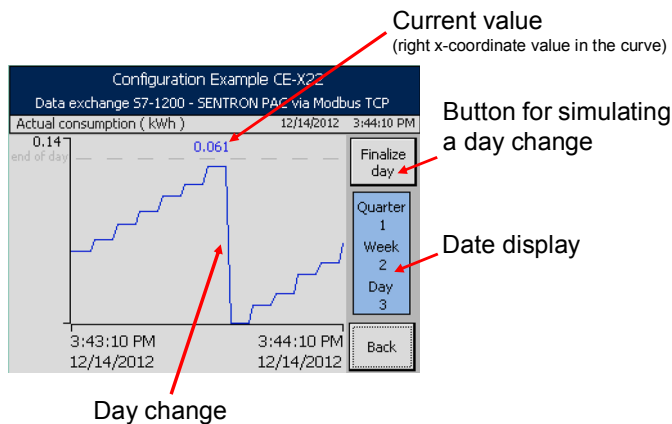 Current value
(right x-coordinate value in the curve)
Configuration Example CE-X22
Data exchange S7-1200 - SENTRON PAC via Modbus TCP
Actual consumption ( kWh )
12/14/2012 3:44:10 PM
0.14
0.061
end of day
Finalize
day
Button for simulating
a day change
Quarter
1
Week
2
Day
3
Date display
3:43:10 PM
12/14/2012
3:44:10 PM
12/14/2012
Back
Day change